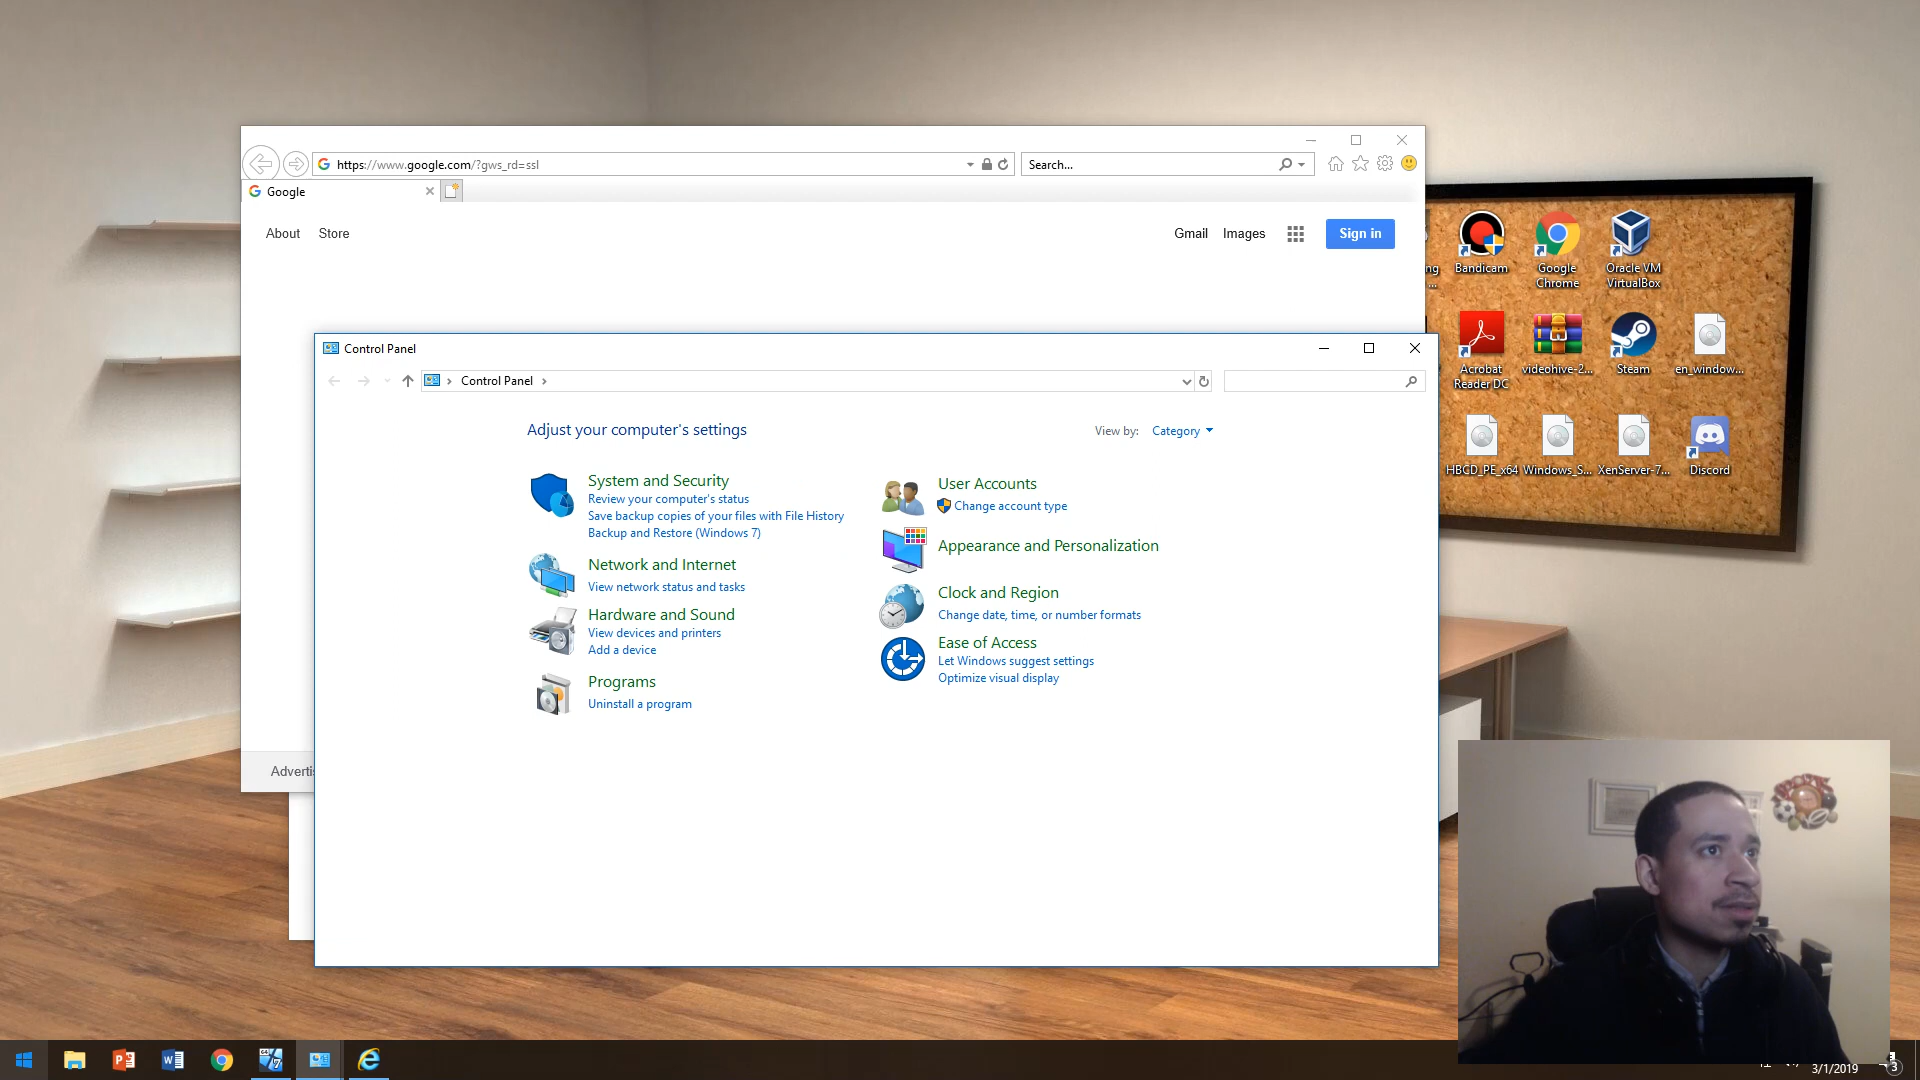 https://www.google.com/?gws_rd=ssl
Search...
Google
About
Store
Gmail
Images
Sign in
Control Panel
Control Panel
Adjust your computer's settings
View by:
Category
System and Security
Review your computer's status
Save backup copies of your files with File History
Backup and Restore (Windows 7)
Network and Internet
View network status and tasks
Hardware and Sound
View devices and printers
Add a device
Programs
Uninstall a program
User Accounts
Change account type
Appearance and Personalization
Clock and Region
Change date, time, or number formats
Ease of Access
Let Windows suggest settings
Optimize visual display
Adverti
ng
...
Bandicam
Google
Chrome
Oracle VM
VirtualBox
Acrobat
Reader DC
videohive-2...
Steam
en_window...
HBCD_PE_x64
Windows_S...
XenServer-7...
Discord
3/1/2019
3